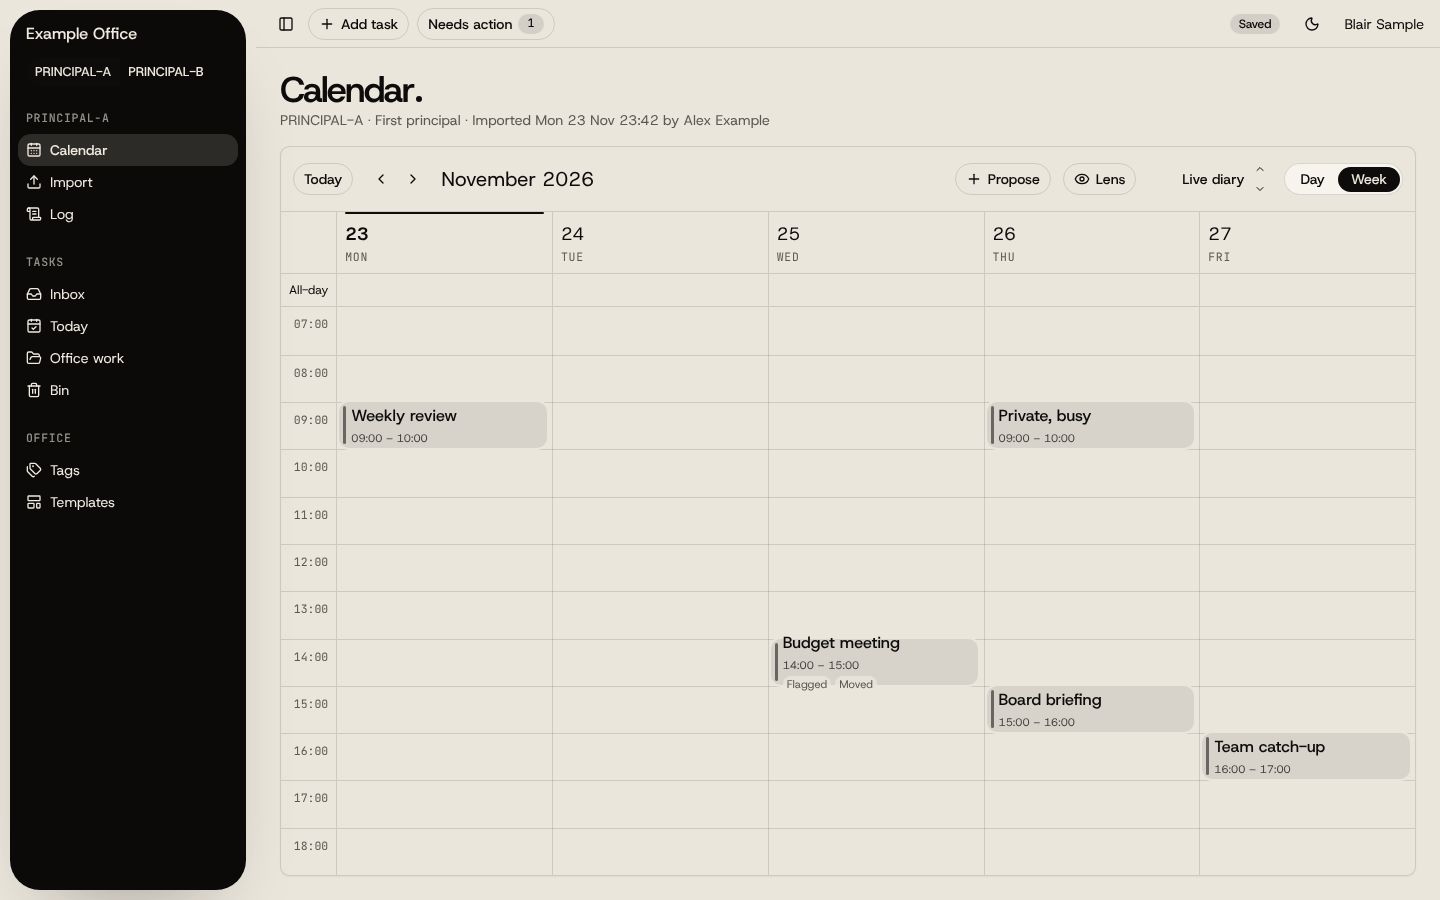 Example Office
PRINCIPAL-A PRINCIPAL-B
PRINCIPAL-A
Calendar
Import
Log
TASKS
Inbox
Today
Office work
Bin
OFFICE
Tags
Templates
Add task
Needs action 1
Saved
Blair Sample
Calendar.
PRINCIPAL-A · First principal · Imported Mon 23 Nov 23:42 by Alex Example
Today
November 2026
Propose
Lens
Live diary
Day Week
23 24 25 26 27
MON TUE WED THU FRI
All-day
07:00
08:00
09:00
Weekly review
09:00 – 10:00
Private, busy
09:00 – 10:00
10:00
11:00
12:00
13:00
14:00
Budget meeting
14:00 – 15:00
Flagged Moved
15:00
Board briefing
15:00 – 16:00
16:00
Team catch-up
16:00 – 17:00
17:00
18:00